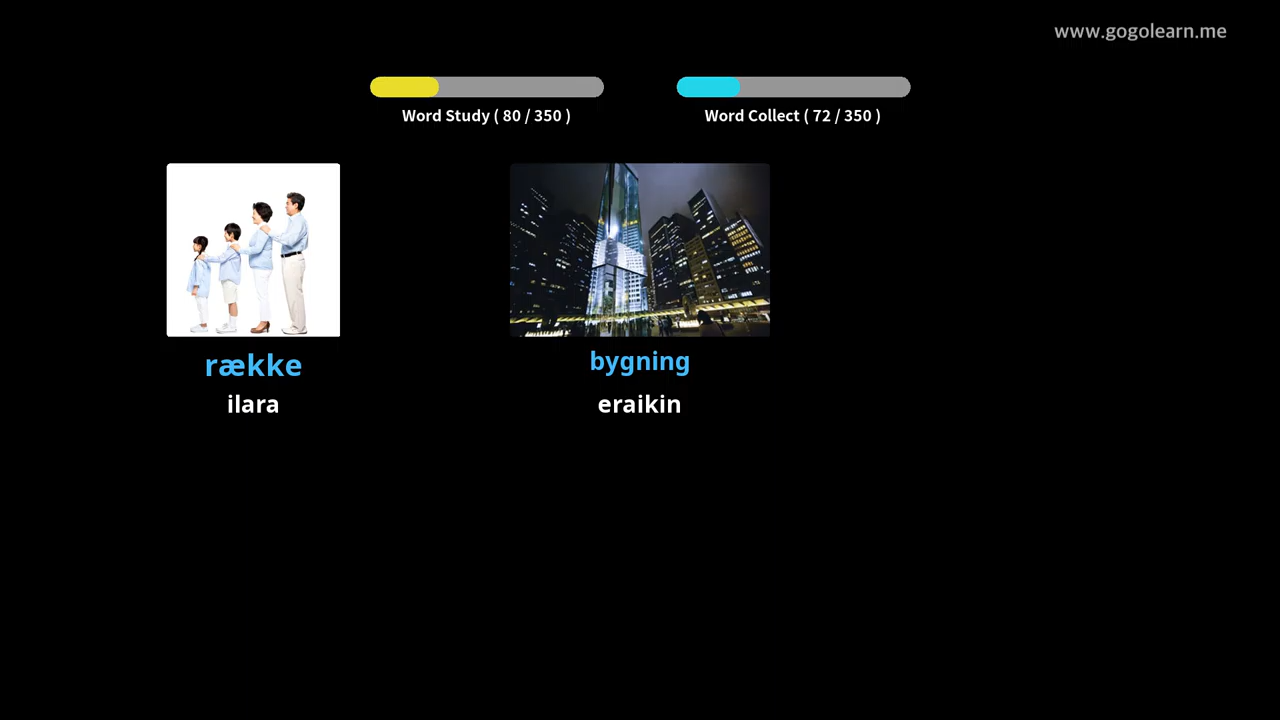 www.gogolearn.me
Word Study ( 80 / 350 )
Word Collect ( 72 / 350 )
række
ilara
bygning
eraikin